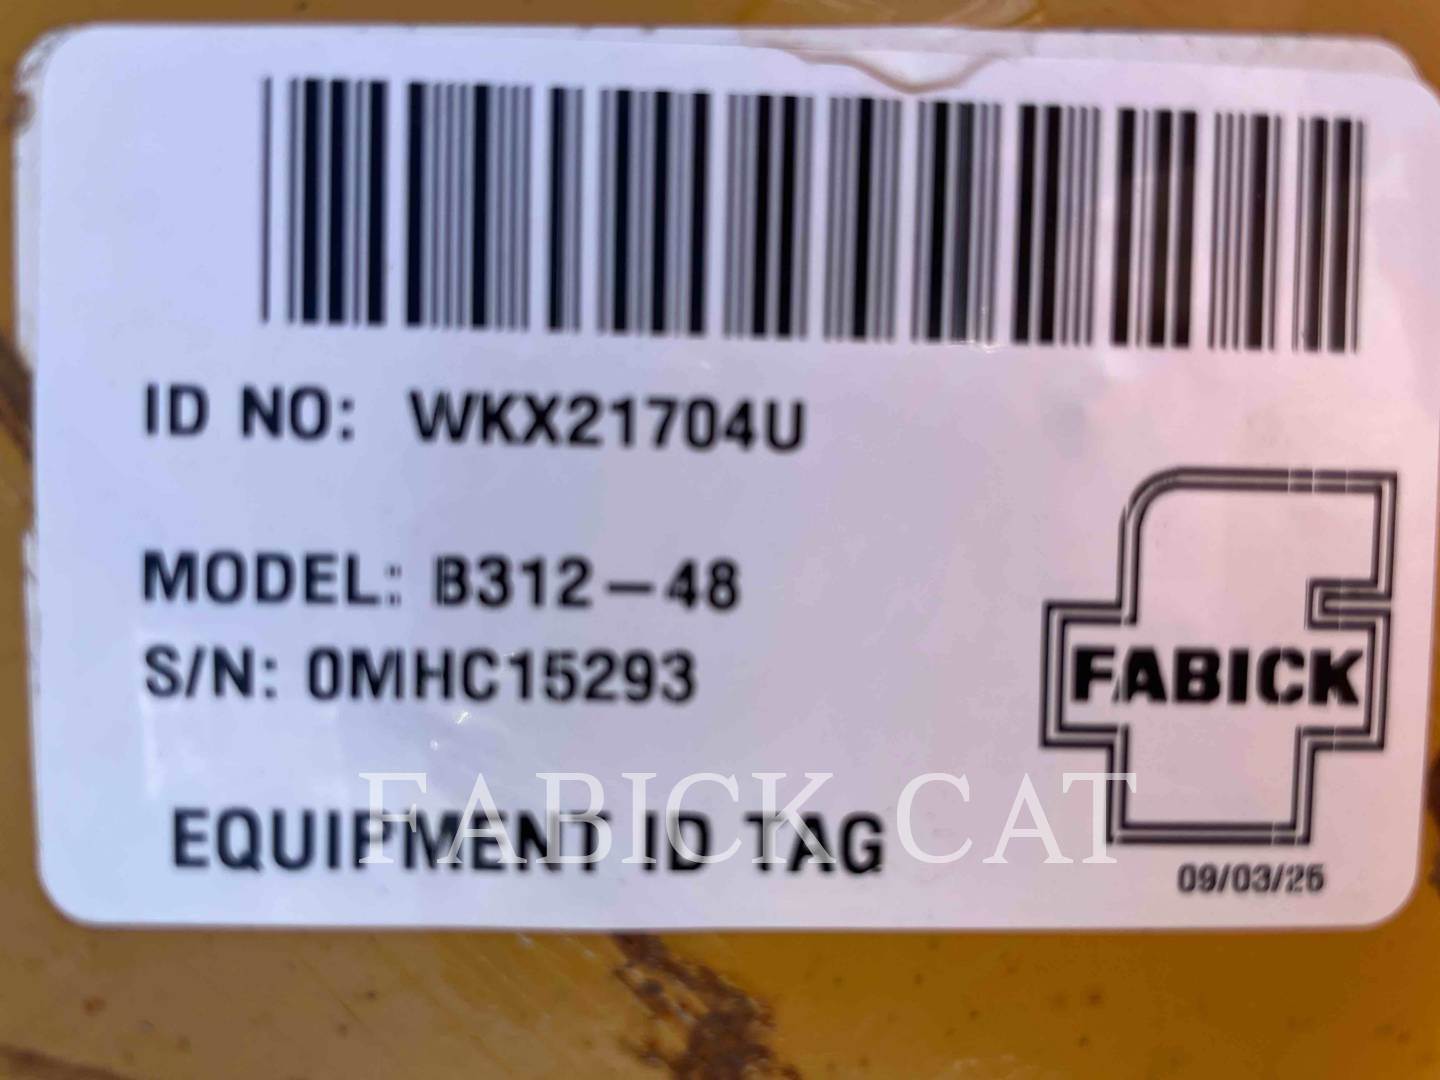 ID NO: WKX21704U
MODEL: B312-48
S/N: 0MHC15293
FABICK
FABICK CAT
EQUIPMENT ID TAG
09/03/25